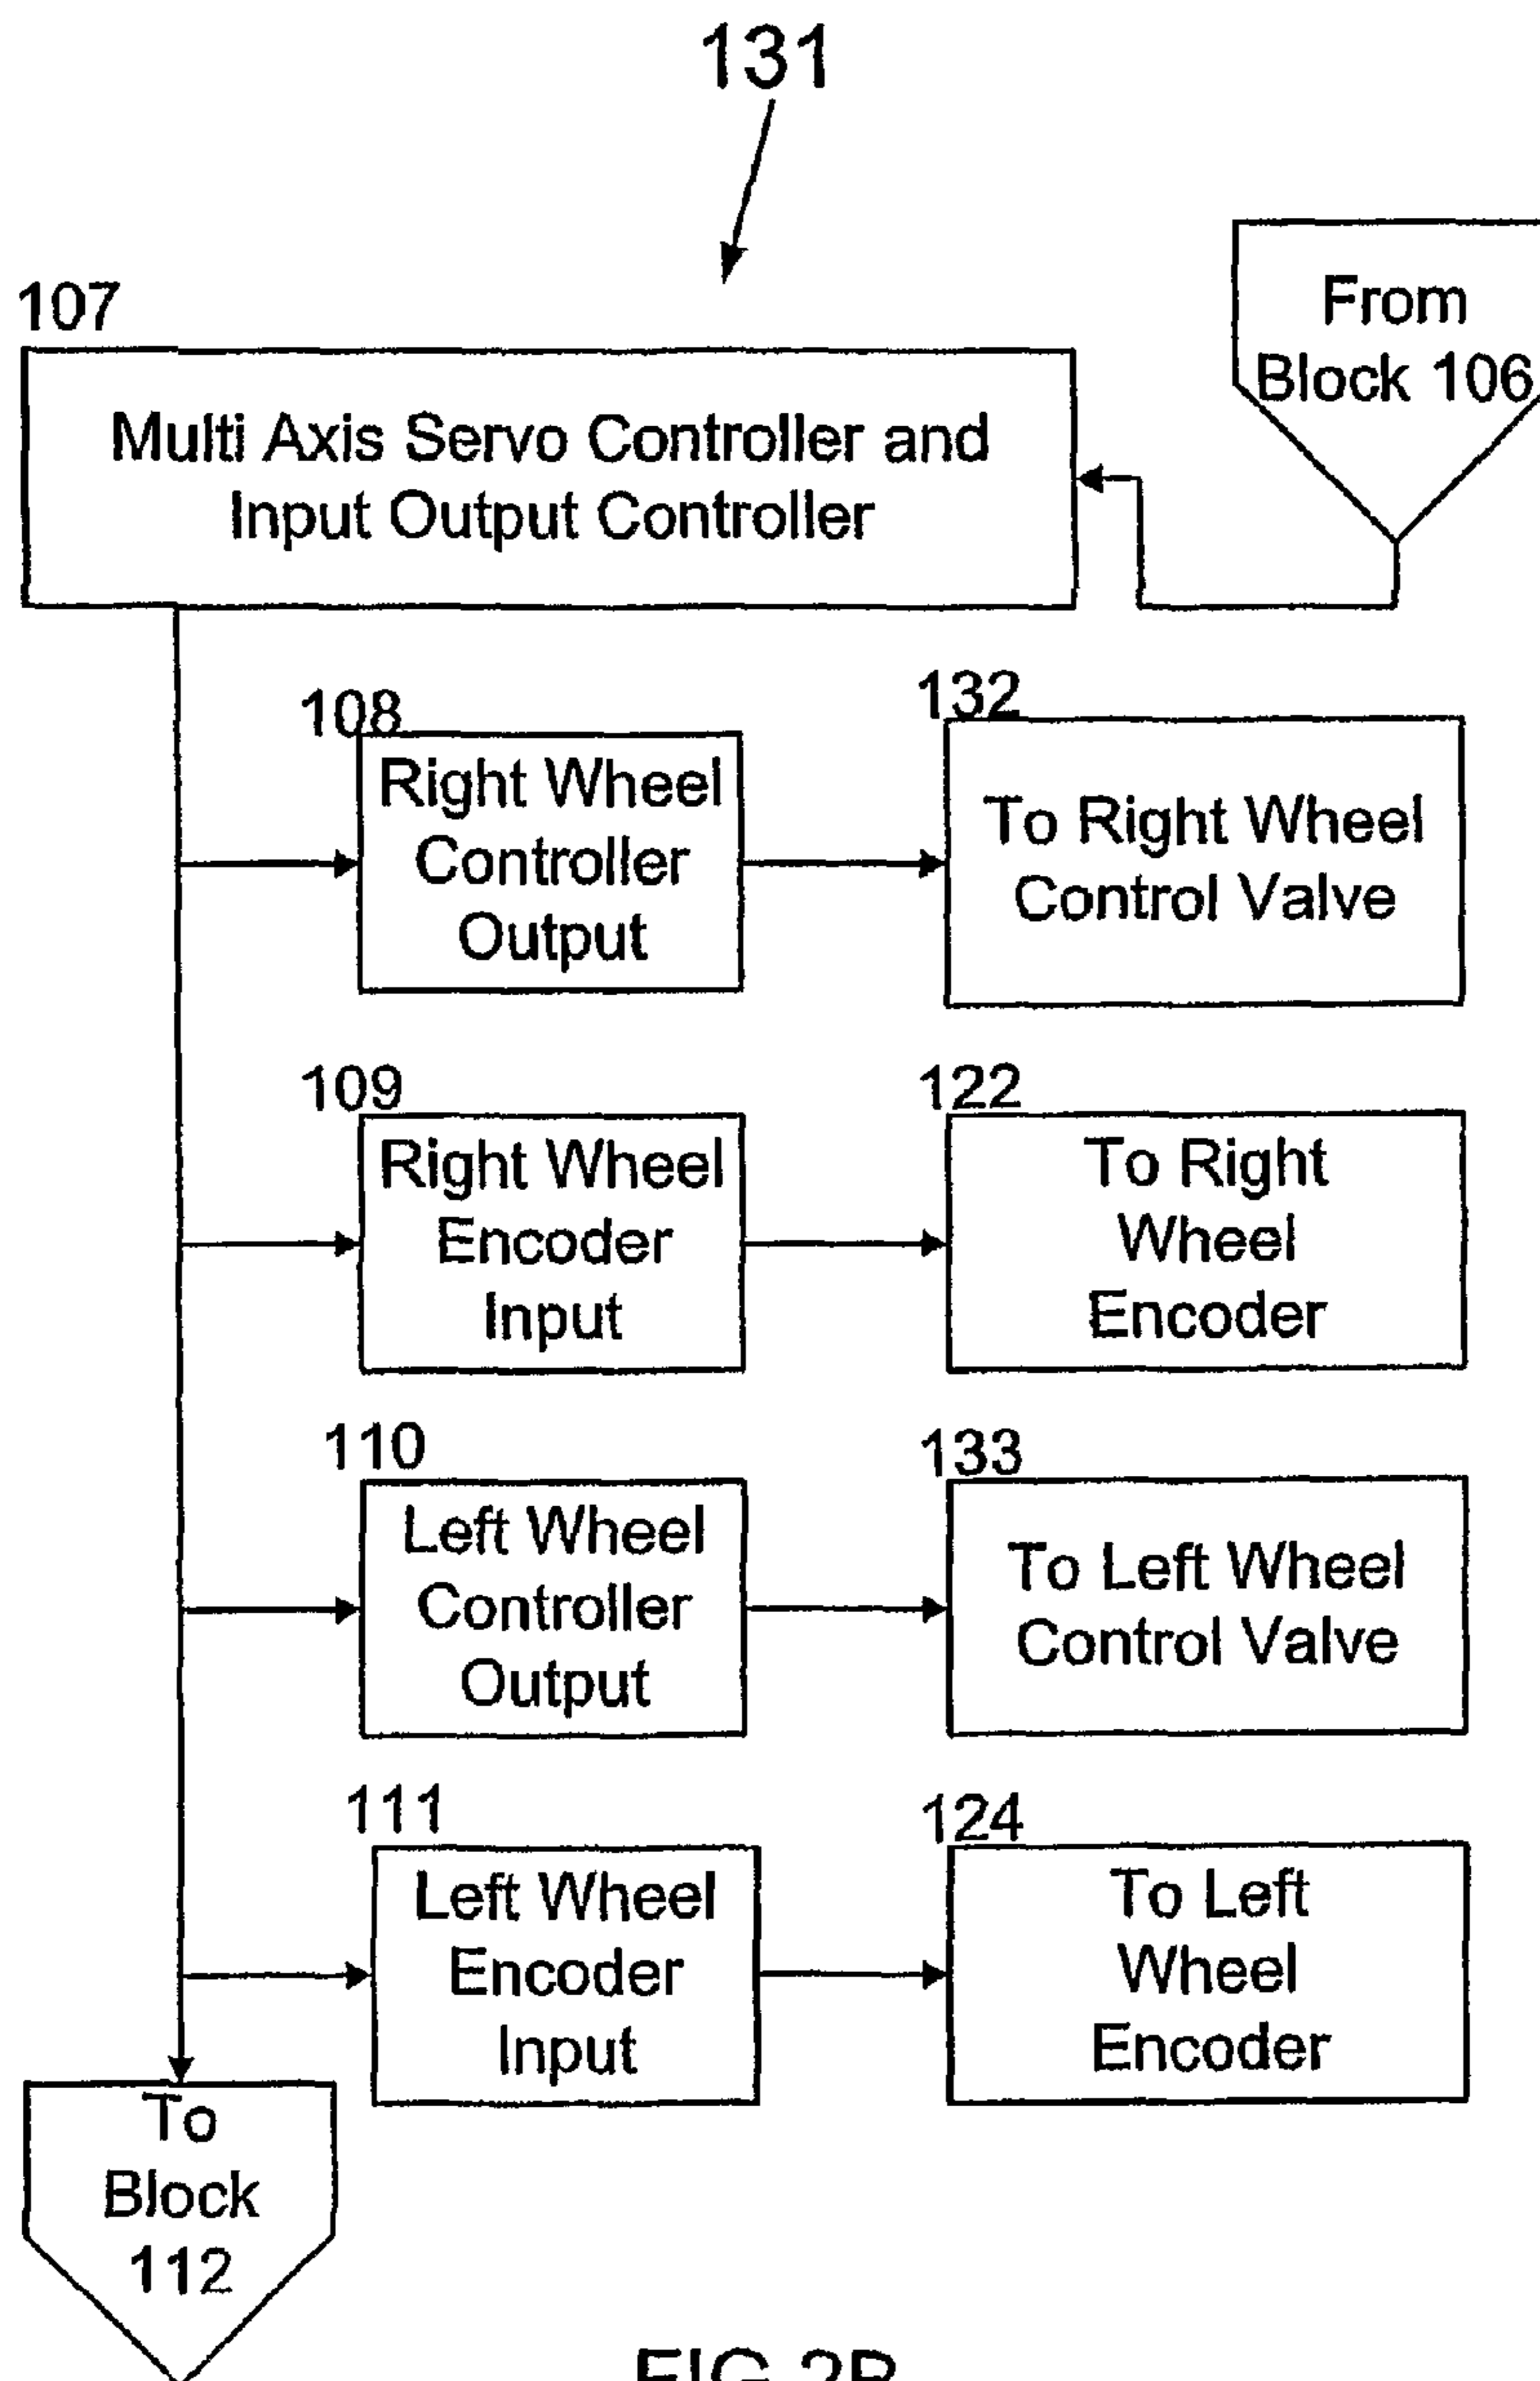 131
From
Block 106
107
Multi Axis Servo Controller and
Input Output Controller
108
Right Wheel
Controller
Output
132
To Right Wheel
Control Valve
109
Right Wheel
Encoder
Input
122
To Right
Wheel
Encoder
110
Left Wheel
Controller
Output
133
To Left Wheel
Control Valve
111
Left Wheel
Encoder
Input
124
To Left
Wheel
Encoder
To
Block
112
FIG 2B